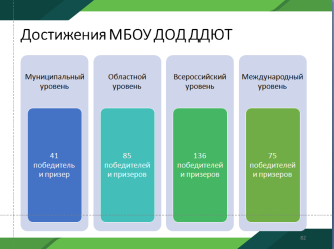 Достижения МБОУ ДОД ДДЮТ
Муниципальный
уровень
Областной
уровень
Всероссийский
уровень
Международный
уровень
41
победитель
и призер
85
победителей
и призеров
136
победителей
и призеров
75
победителей
и призеров